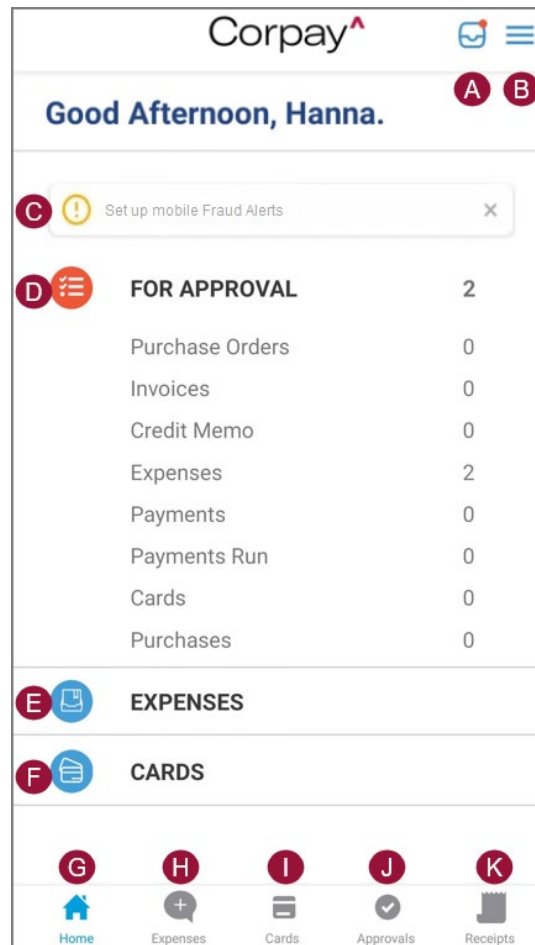 Corpay^
A B
Good Afternoon, Hanna.
C Set up mobile Fraud Alerts ×
D FOR APPROVAL 2
Purchase Orders 0
Invoices 0
Credit Memo 0
Expenses 2
Payments 0
Payments Run 0
Cards 0
Purchases 0
E EXPENSES
F CARDS
G H I J K
Home Expenses Cards Approvals Receipts